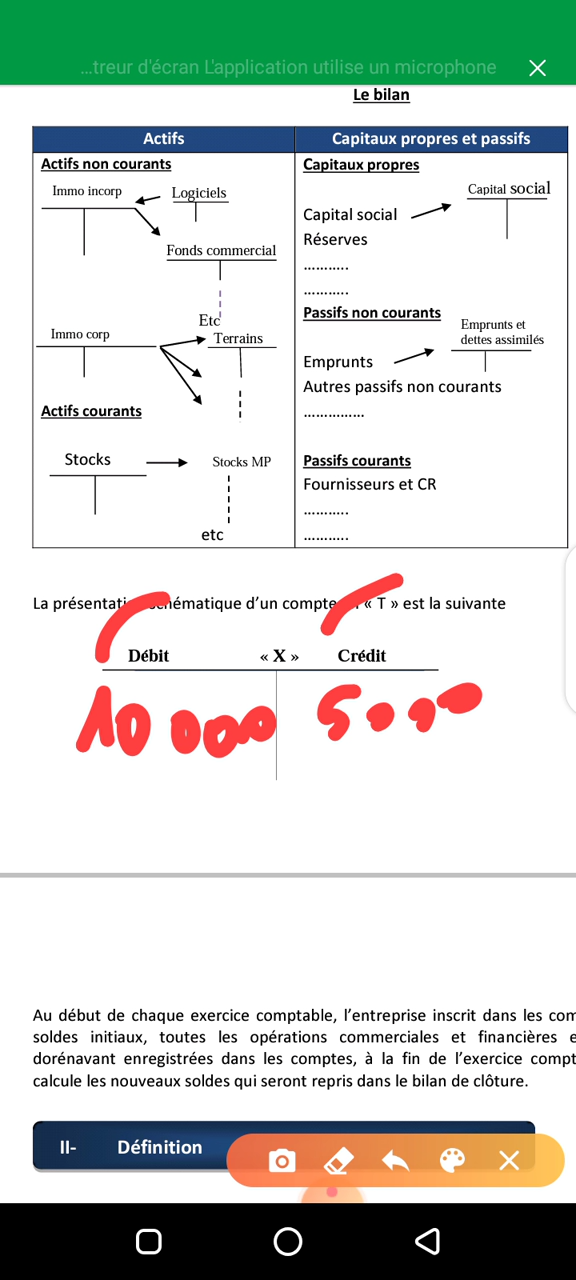 ...treur d'écran L'application utilise un microphone
Le bilan
Actifs
Capitaux propres et passifs
Actifs non courants
Immo incorp
Logiciels
Fonds commercial
Etc
Immo corp
Terrains
Actifs courants
Stocks
Stocks MP
etc
Capitaux propres
Capital social
Capital social
Réserves
...........
...........
Passifs non courants
Emprunts et
dettes assimilés
Emprunts
Autres passifs non courants
...............
Passifs courants
Fournisseurs et CR
...........
...........
La présentati hématique d'un compte « T » est la suivante
Débit « X » Crédit
10 000 5000
Au début de chaque exercice comptable, l'entreprise inscrit dans les com
soldes initiaux, toutes les opérations commerciales et financières e
dorénavant enregistrées dans les comptes, à la fin de l'exercice compt
calcule les nouveaux soldes qui seront repris dans le bilan de clôture.
II- Définition